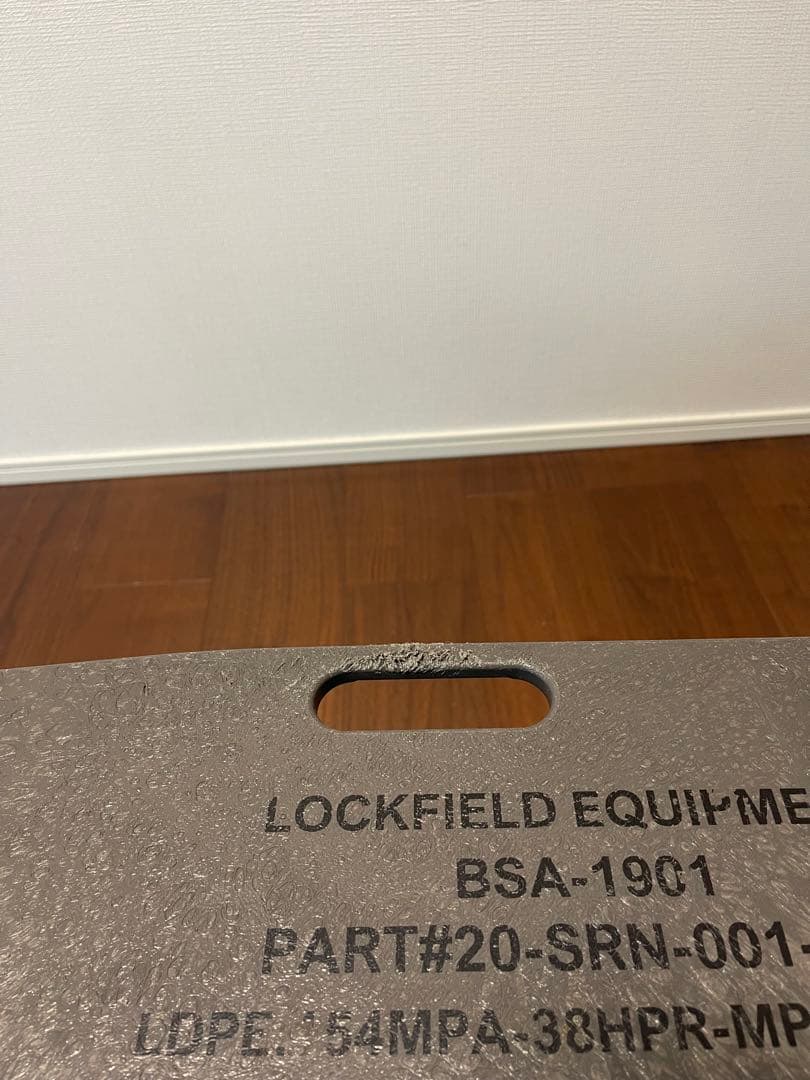 LOCKFIELD EQUIPME
BSA-1901
PART#20-SRN-001-
LDPE. 154MPA-38HPR-MP